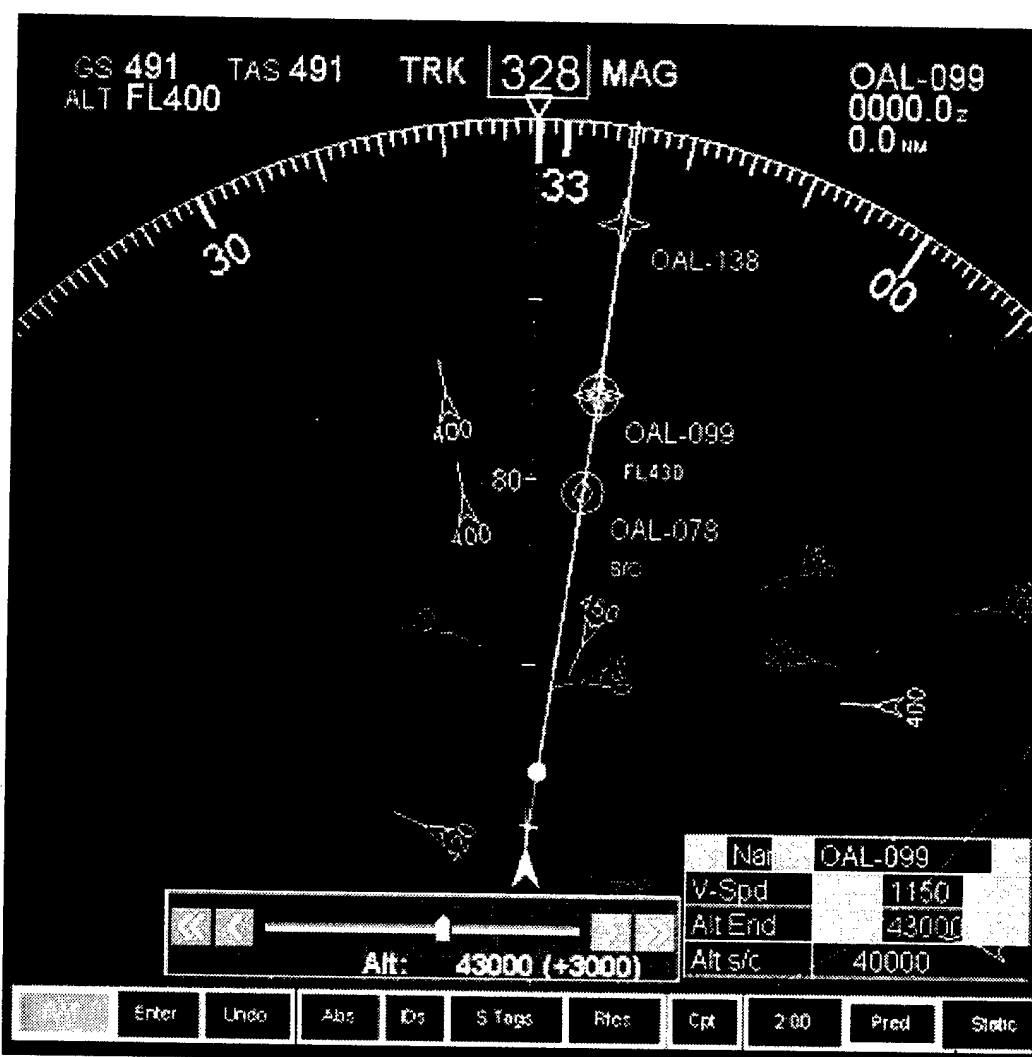 GS 491 TAS 491 TRK 328 MAG OAL-099
ALT FL400 0000.0z
0.0 NM
33
30
00
OAL-138
400
OAL-099
FL430
80
400
OAL-078
S/C
400
Nar OAL-099
V-Spd 1150
Alt End 43000
Alt s/c 40000
Alt: 43000 (+3000)
Enter Undo Abs IDs S Tags Rtes Cpt 2:00 Pred Static